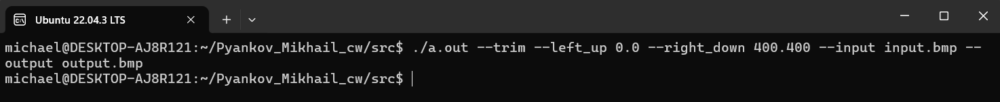 Ubuntu 22.04.3 LTS
michael@DESKTOP-AJ8R121:~/Pyankov_Mikhail_cw/src$ ./a.out --trim --left_up 0.0 --right_down 400.400 --input input.bmp --
output output.bmp
michael@DESKTOP-AJ8R121:~/Pyankov_Mikhail_cw/src$